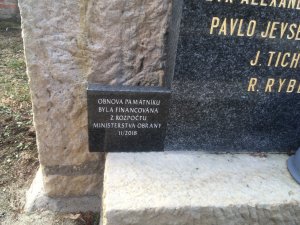 PAVLO JEVSE
J. TICH
R. RYB
OBNOVA PAMÁTNÍKU
BYLA FINANCOVÁNA
Z ROZPOČTU
MINISTERSTVA OBRANY
11/2018